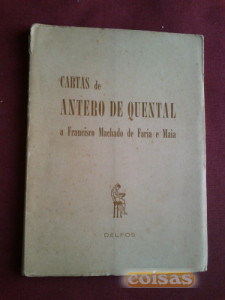 CARTAS de
ANTERO DE QUENTAL
a Francisco Machado de Faria e Maia
DELFOS
coisas